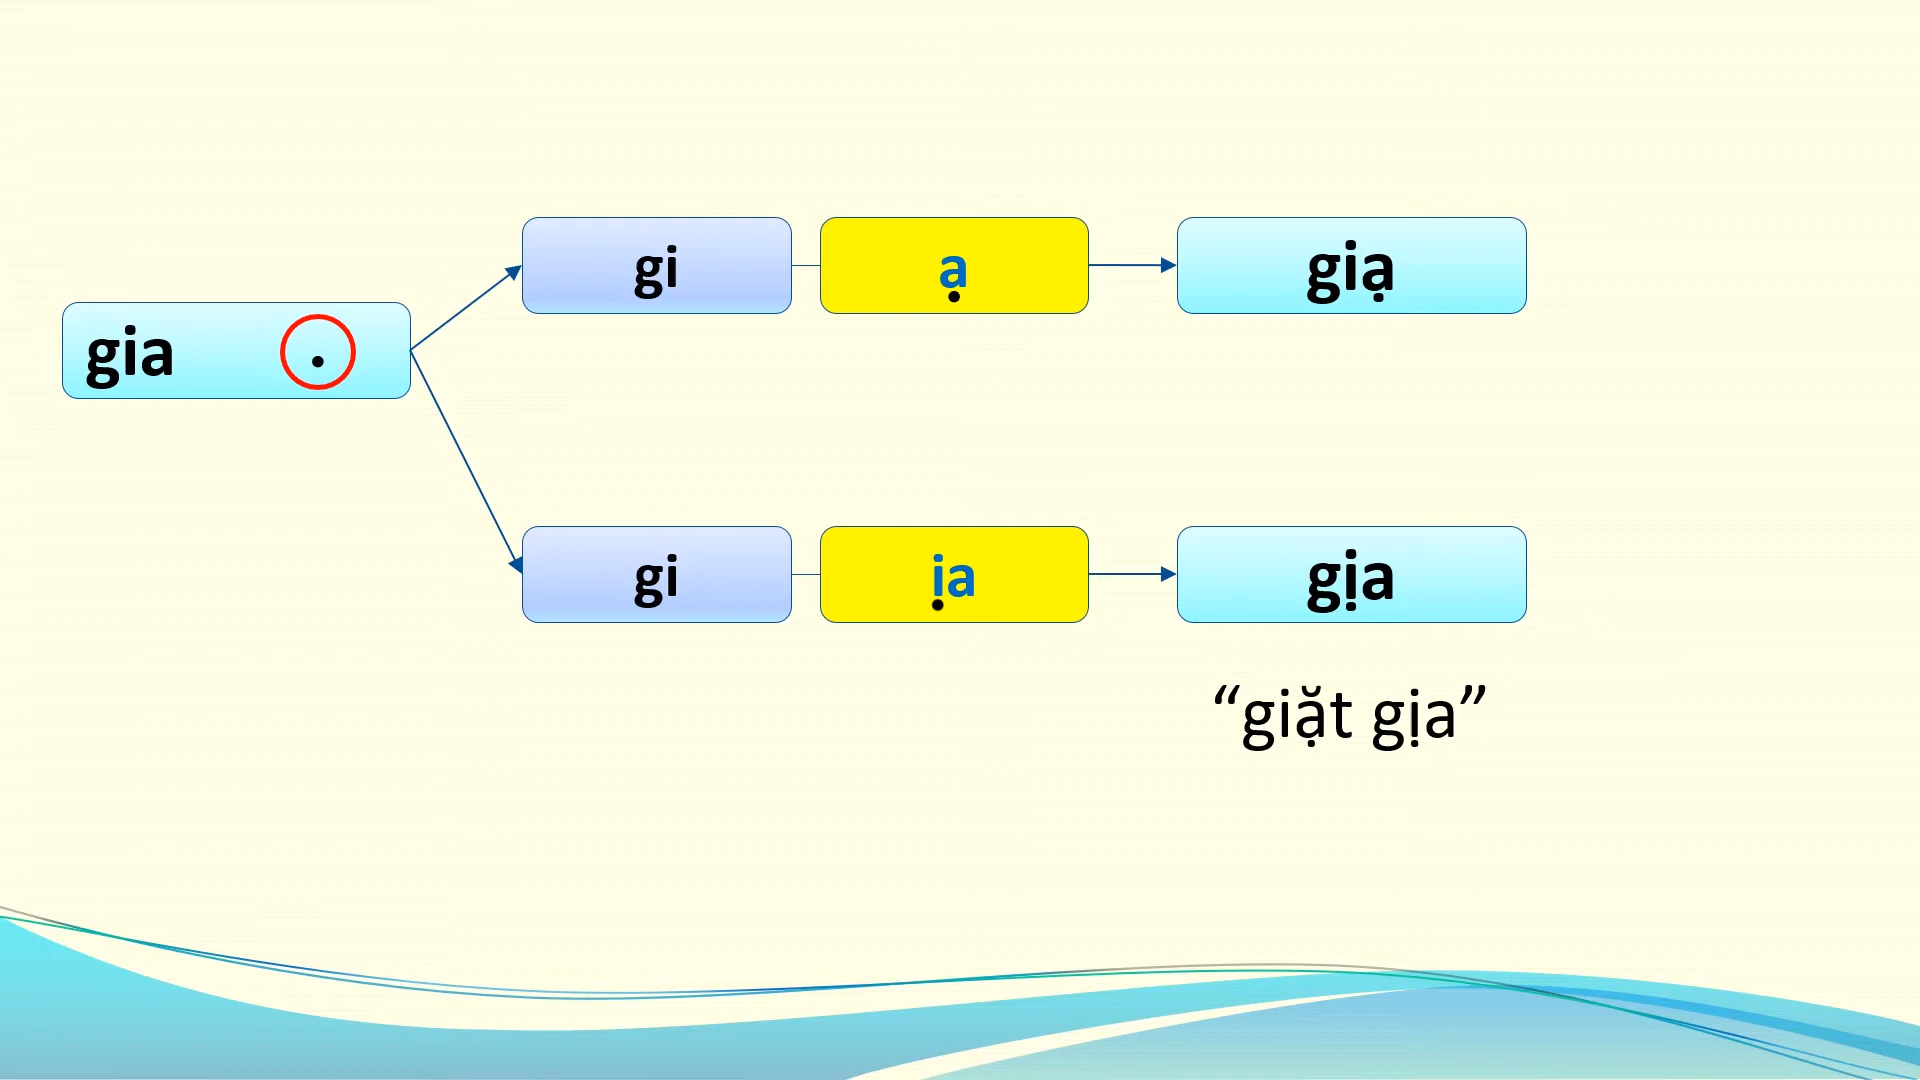 gi ạ giạ
gia .
gi ịa gịa
“giặt gịa”